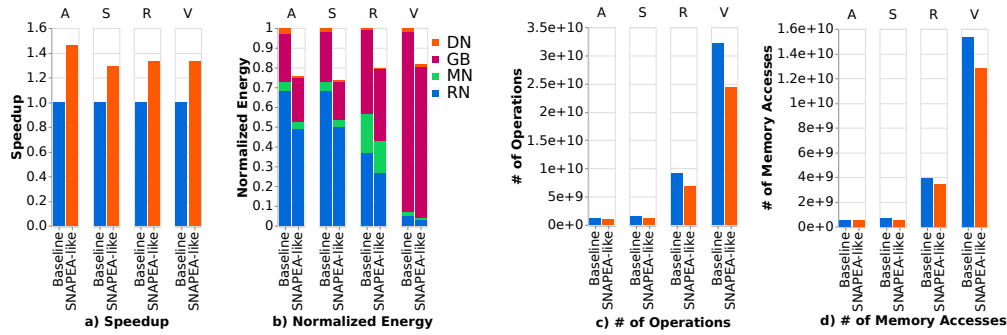 A S R V
Speedup
1.6
1.4
1.2
1.0
0.8
0.6
0.4
0.2
0.0
Baseline
SNAPEA-like
Baseline
SNAPEA-like
Baseline
SNAPEA-like
Baseline
SNAPEA-like
a) Speedup
A S R V
Normalized Energy
1
0.9
0.8
0.7
0.6
0.5
0.4
0.3
0.2
0.1
0
DN
GB
MN
RN
Baseline
SNAPEA-like
Baseline
SNAPEA-like
Baseline
SNAPEA-like
Baseline
SNAPEA-like
b) Normalized Energy
A S R V
# of Operations
3.5e+10
3e+10
2.5e+10
2e+10
1.5e+10
1e+10
5e+9
0e+0
Baseline
SNAPEA-like
Baseline
SNAPEA-like
Baseline
SNAPEA-like
Baseline
SNAPEA-like
c) # of Operations
A S R V
# of Memory Accesses
1.6e+10
1.4e+10
1.2e+10
1e+10
8e+9
6e+9
4e+9
2e+9
0e+0
Baseline
SNAPEA-like
Baseline
SNAPEA-like
Baseline
SNAPEA-like
Baseline
SNAPEA-like
d) # of Memory Accesses